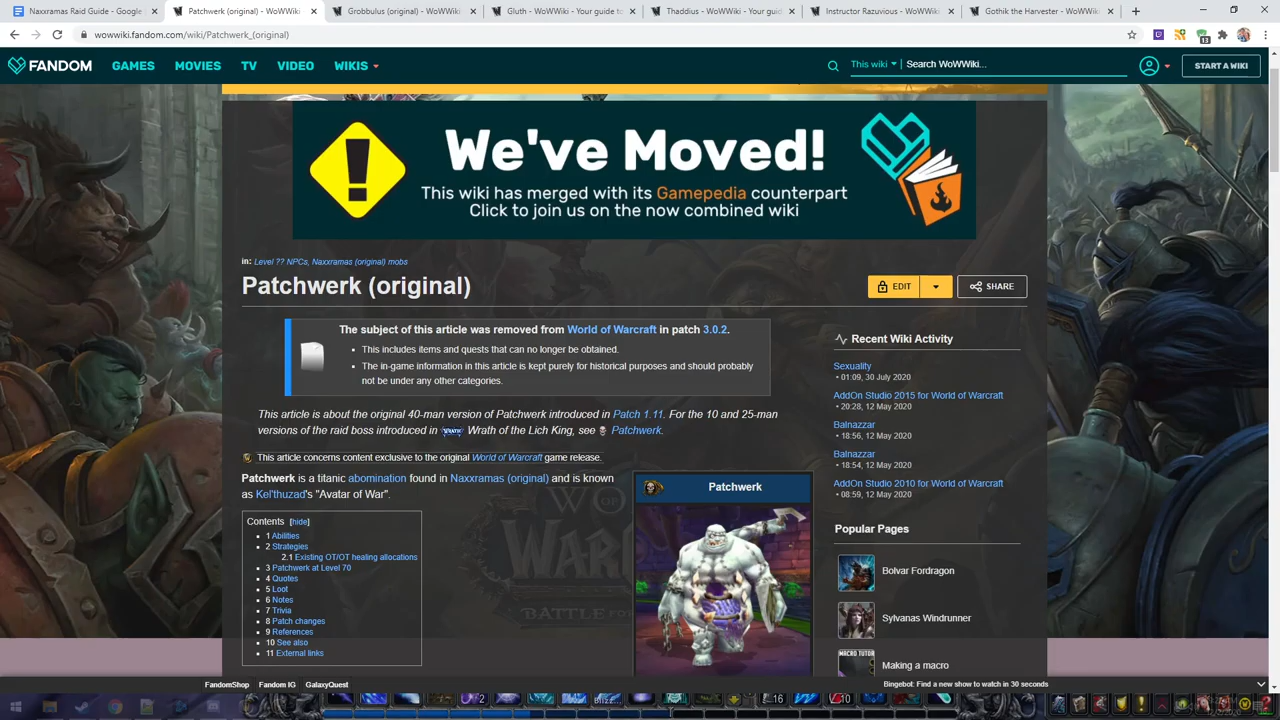 Naxxramas Raid Guide - Google
Patchwerk (original) - WoWWiki
Grobbulus (original) - WoWWiki
Gluth - WoWWiki - Your guide to
Thaddius - WoWWiki - Your guid
Instructor Razuvious (original) -
Gothik the Harvester - WoWWiki
wowwiki.fandom.com/wiki/Patchwerk_(original)
13
FANDOM
GAMES
MOVIES
TV
VIDEO
WIKIS
This wiki
Search WoWWiki...
START A WIKI
We've Moved!
This wiki has merged with its Gamepedia counterpart
Click to join us on the now combined wiki
in: Level ?? NPCs, Naxxramas (original) mobs
Patchwerk (original)
EDIT
SHARE
The subject of this article was removed from World of Warcraft in patch 3.0.2.
• This includes items and quests that can no longer be obtained.
• The in-game information in this article is kept purely for historical purposes and should probably
not be under any other categories.
This article is about the original 40-man version of Patchwerk introduced in Patch 1.11. For the 10 and 25-man
versions of the raid boss introduced in Wrath of the Lich King, see Patchwerk.
This article concerns content exclusive to the original World of Warcraft game release.
Patchwerk is a titanic abomination found in Naxxramas (original) and is known
as Kel'thuzad's "Avatar of War".
Contents [hide]
1 Abilities
2 Strategies
2.1 Existing OT/OT healing allocations
3 Patchwerk at Level 70
4 Quotes
5 Loot
6 Notes
7 Trivia
8 Patch changes
9 References
10 See also
11 External links
Patchwerk
Recent Wiki Activity
Sexuality
• 01:09, 30 July 2020
AddOn Studio 2015 for World of Warcraft
• 20:28, 12 May 2020
Balnazzar
• 18:56, 12 May 2020
Balnazzar
• 18:54, 12 May 2020
AddOn Studio 2010 for World of Warcraft
• 08:59, 12 May 2020
Popular Pages
Bolvar Fordragon
Sylvanas Windrunner
MACRO TUTOR
Making a macro
FandomShop
Fandom IG
GalaxyQuest
Bingebot: Find a new show to watch in 30 seconds